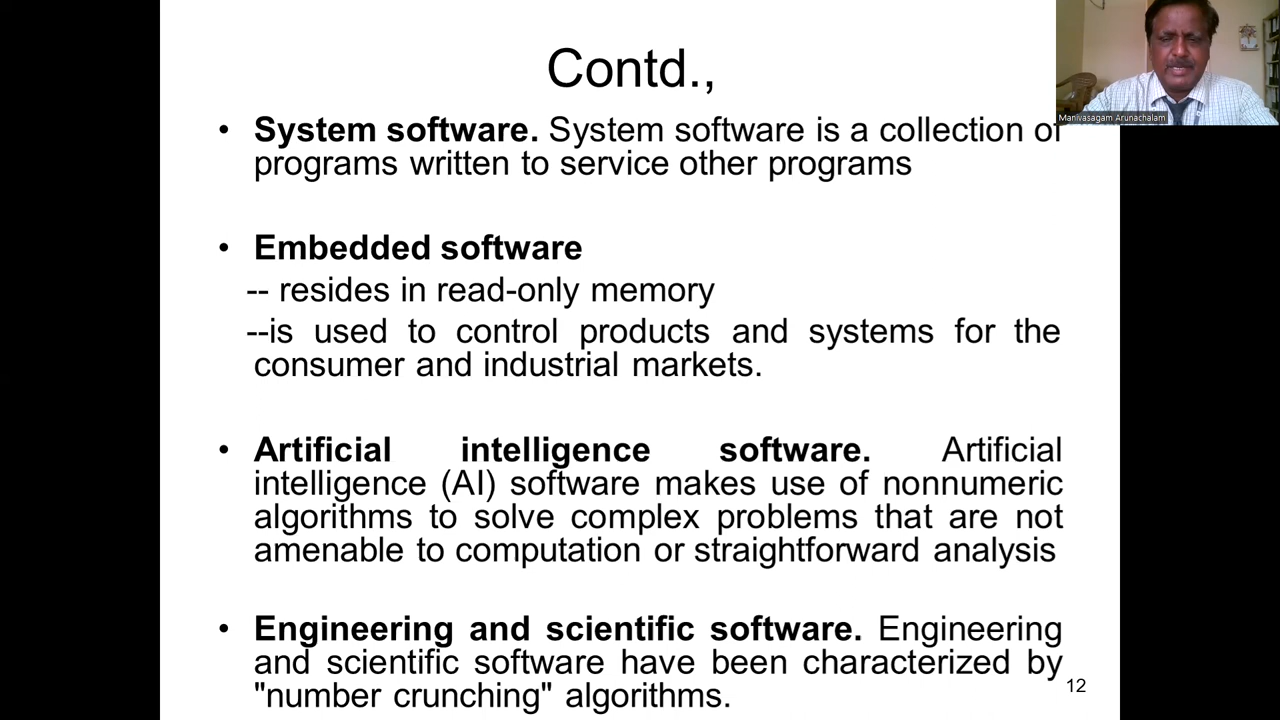 Contd.,
Manivasagam Arunachalam
• System software. System software is a collection of
programs written to service other programs
• Embedded software
-- resides in read-only memory
--is used to control products and systems for the
consumer and industrial markets.
• Artificial intelligence software. Artificial
intelligence (AI) software makes use of nonnumeric
algorithms to solve complex problems that are not
amenable to computation or straightforward analysis
• Engineering and scientific software. Engineering
and scientific software have been characterized by
"number crunching" algorithms.
12